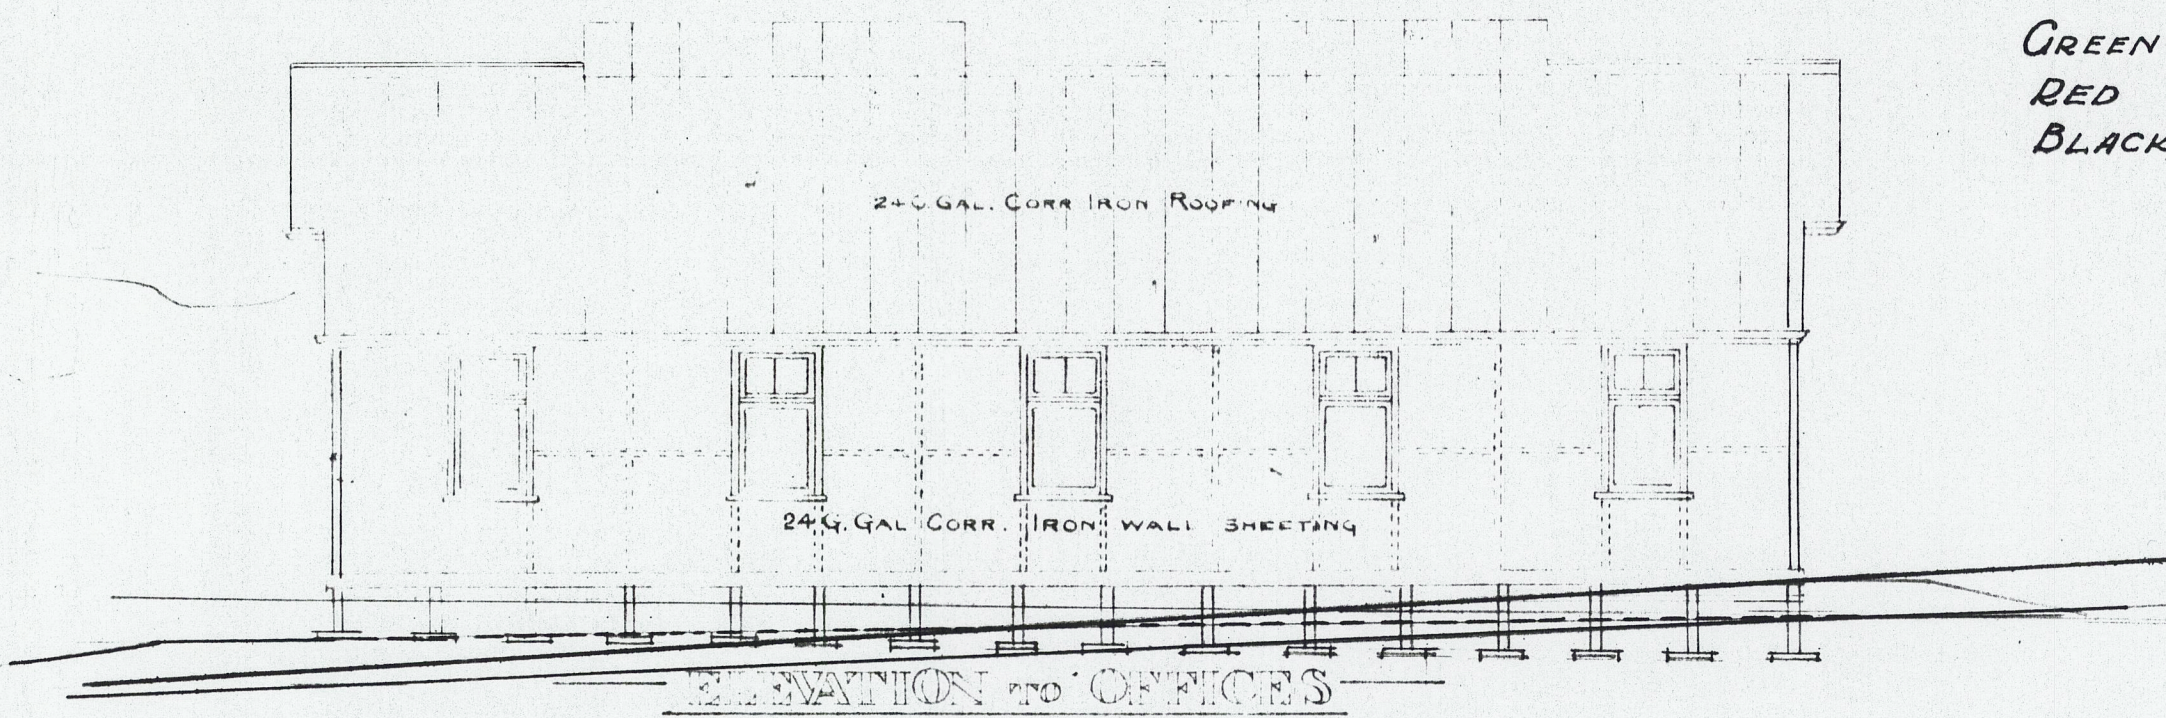 GREEN
RED
BLACK
24 G. GAL. CORR IRON ROOFING
24 G. GAL CORR. IRON WALL SHEETING
ELEVATION TO OFFICES